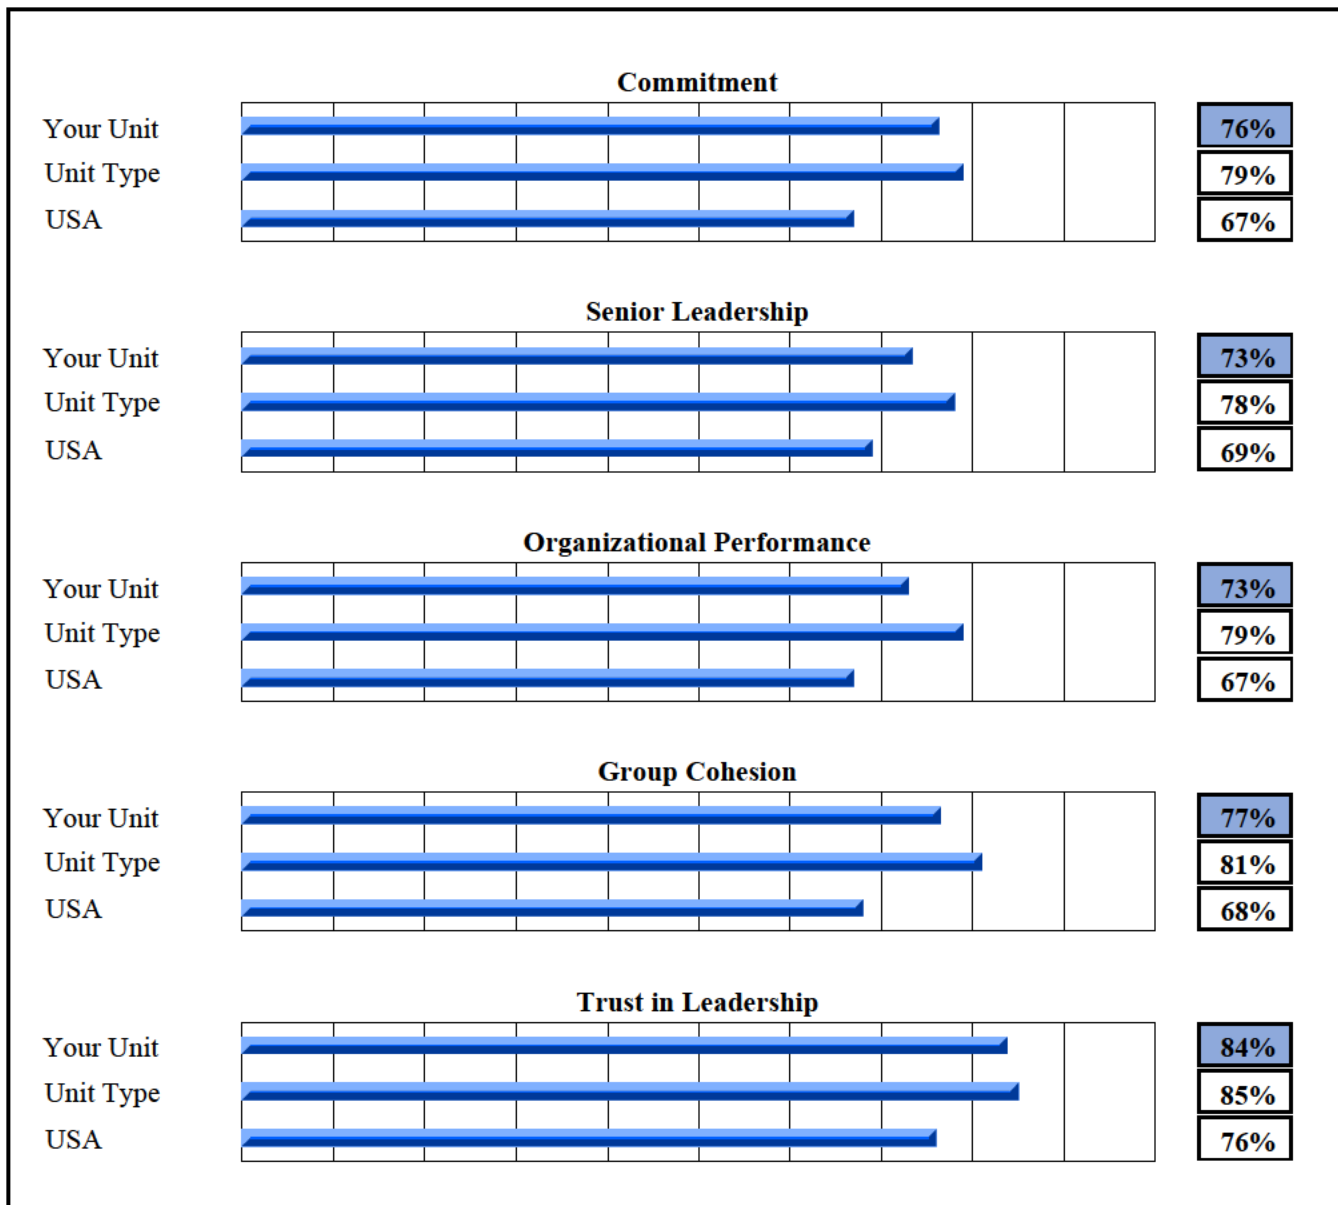 Commitment
Your Unit 76%
Unit Type 79%
USA 67%
Senior Leadership
Your Unit 73%
Unit Type 78%
USA 69%
Organizational Performance
Your Unit 73%
Unit Type 79%
USA 67%
Group Cohesion
Your Unit 77%
Unit Type 81%
USA 68%
Trust in Leadership
Your Unit 84%
Unit Type 85%
USA 76%